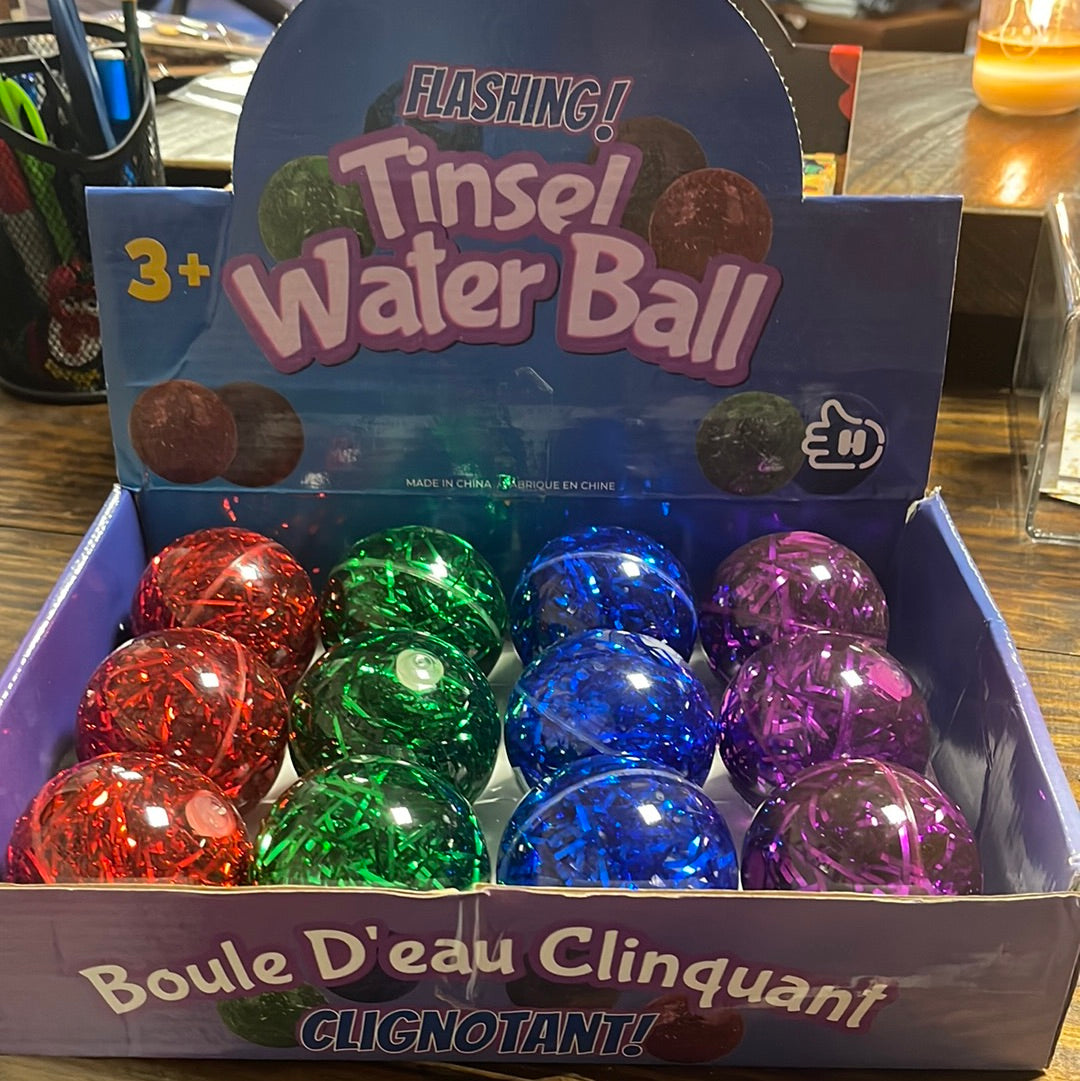 FLASHING!
Tinsel
Water Ball
3+
H
MADE IN CHINA / FABRIQUE EN CHINE
Boule D'eau Clinquant
CLIGNOTANT!